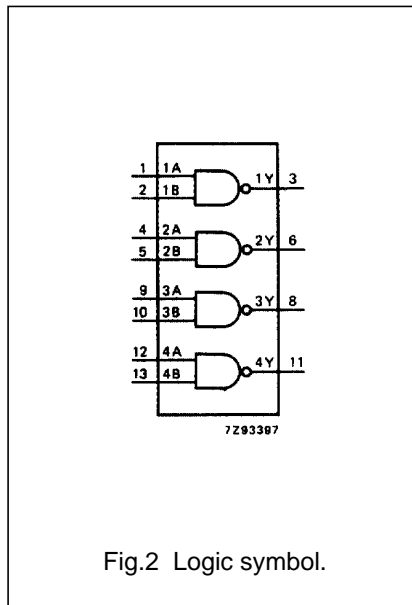 1 1A
2 1B
1Y 3
4 2A
5 2B
2Y 6
9 3A
10 3B
3Y 8
12 4A
13 4B
4Y 11
7Z93397
Fig.2 Logic symbol.